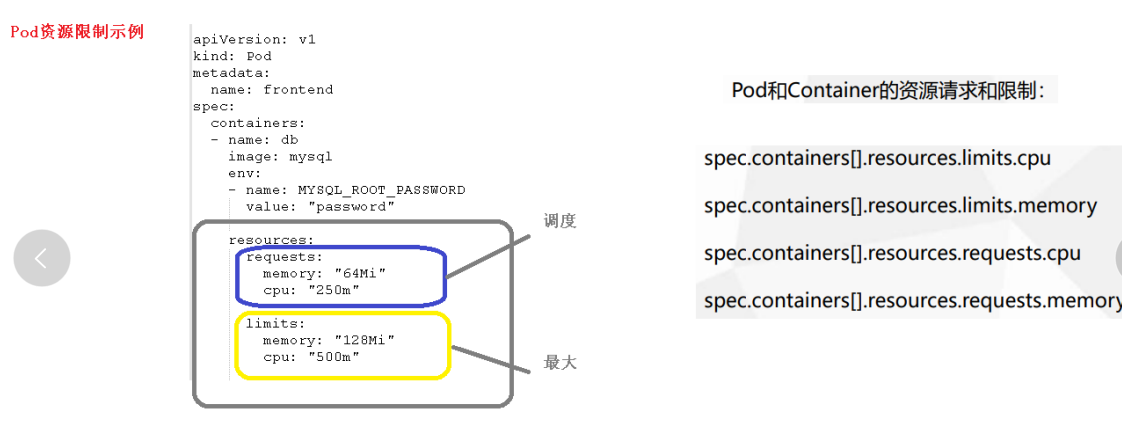 Pod资源限制示例
apiVersion: v1
kind: Pod
metadata:
  name: frontend
spec:
  containers:
  - name: db
    image: mysql
    env:
    - name: MYSQL_ROOT_PASSWORD
      value: "password"
    resources:
      requests:
        memory: "64Mi"
        cpu: "250m"
      limits:
        memory: "128Mi"
        cpu: "500m"
调度
最大
Pod和Container的资源请求和限制:
spec.containers[].resources.limits.cpu
spec.containers[].resources.limits.memory
spec.containers[].resources.requests.cpu
spec.containers[].resources.requests.memory